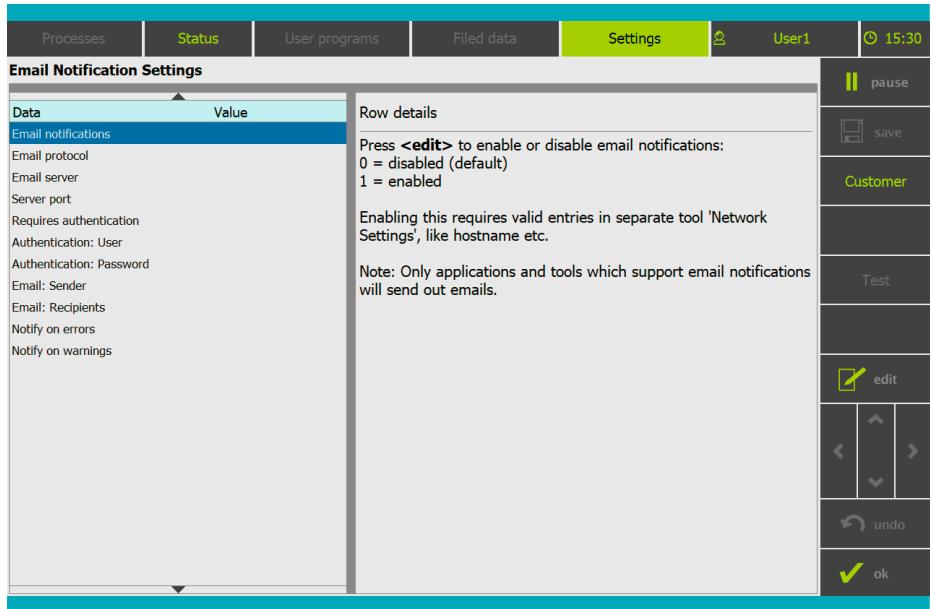 Processes Status User programs Filed data Settings User1 15:30
Email Notification Settings
pause
save
Customer
Test
edit
undo
ok
Data Value
Email notifications
Email protocol
Email server
Server port
Requires authentication
Authentication: User
Authentication: Password
Email: Sender
Email: Recipients
Notify on errors
Notify on warnings
Row details
Press <edit> to enable or disable email notifications:
0 = disabled (default)
1 = enabled
Enabling this requires valid entries in separate tool 'Network
Settings', like hostname etc.
Note: Only applications and tools which support email notifications
will send out emails.